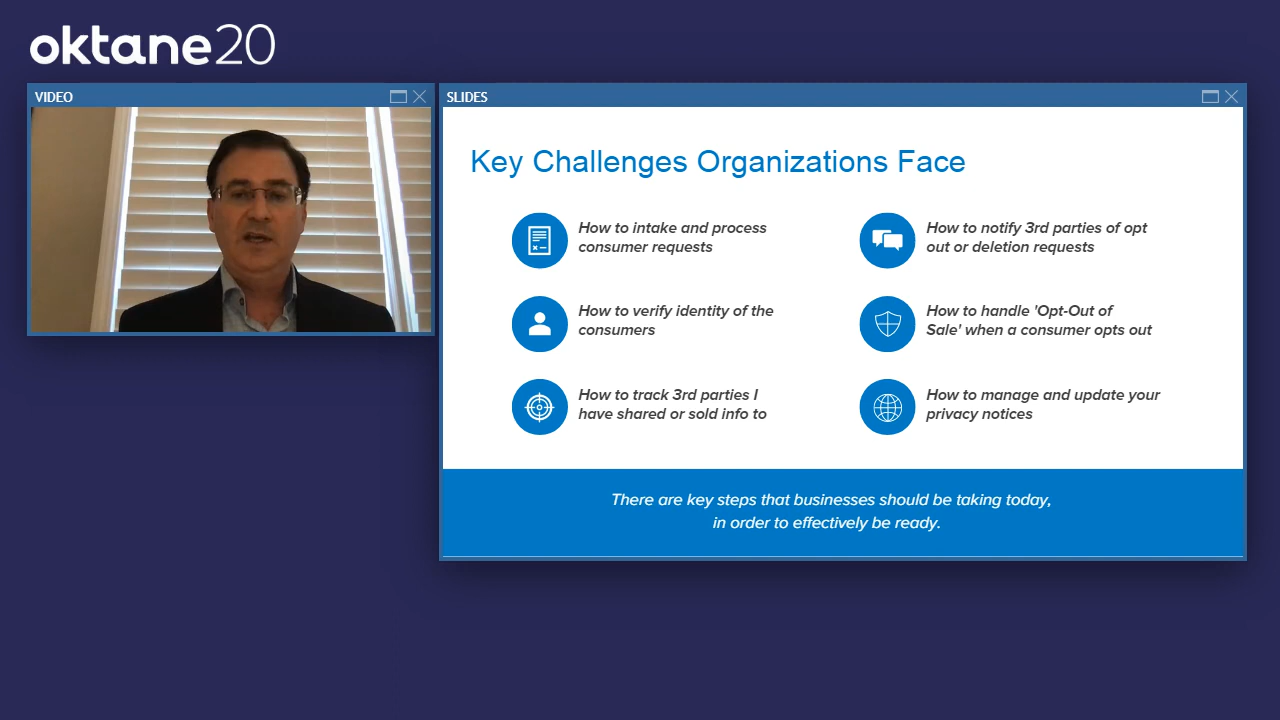 oktane20
VIDEO
SLIDES
Key Challenges Organizations Face
How to intake and process
consumer requests
How to notify 3rd parties of opt
out or deletion requests
How to verify identity of the
consumers
How to handle 'Opt-Out of
Sale' when a consumer opts out
How to track 3rd parties I
have shared or sold info to
How to manage and update your
privacy notices
There are key steps that businesses should be taking today,
in order to effectively be ready.